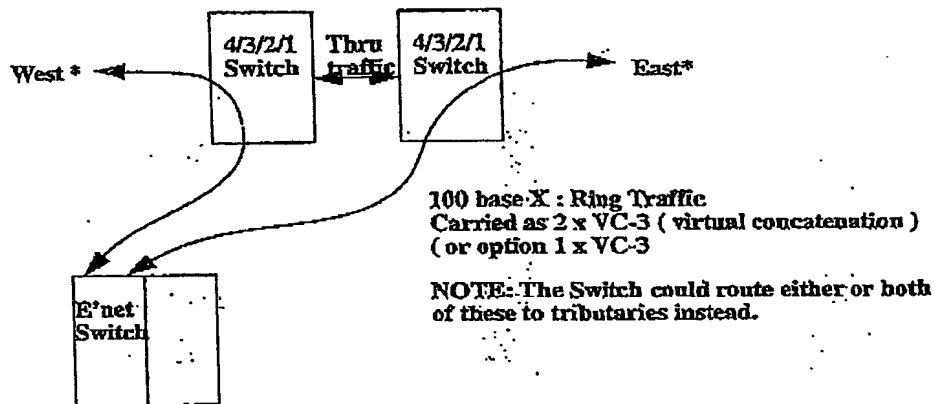 4/3/2/1
Switch
Thru
traffic
4/3/2/1
Switch
West *
East*
100 base-X : Ring Traffic
Carried as 2 x VC-3 ( virtual concatenation )
( or option 1 x VC-3
NOTE: The Switch could route either or both
of these to tributaries instead.
E'net
Switch